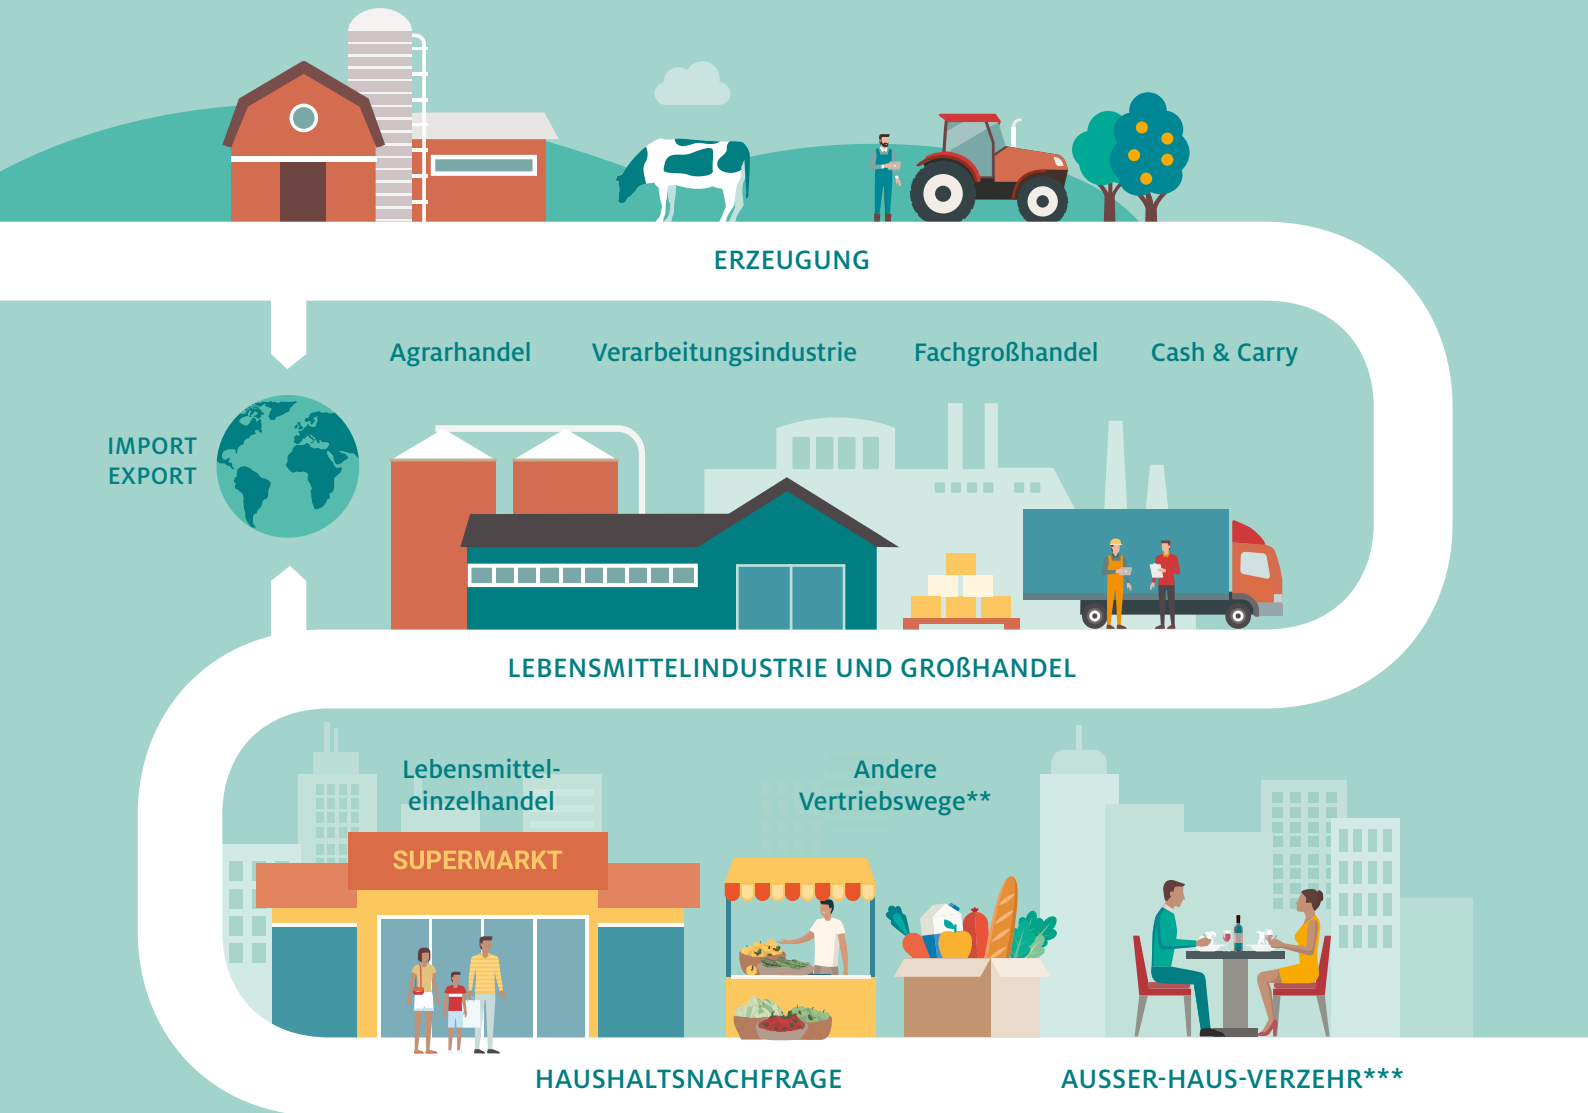 ERZEUGUNG
Agrarhandel
Verarbeitungsindustrie
Fachgroßhandel
Cash & Carry
IMPORT
EXPORT
LEBENSMITTELINDUSTRIE UND GROßHANDEL
Lebensmittel-
einzelhandel
Andere
Vertriebswege**
SUPERMARKT
HAUSHALTSNACHFRAGE
AUSSER-HAUS-VERZEHR***